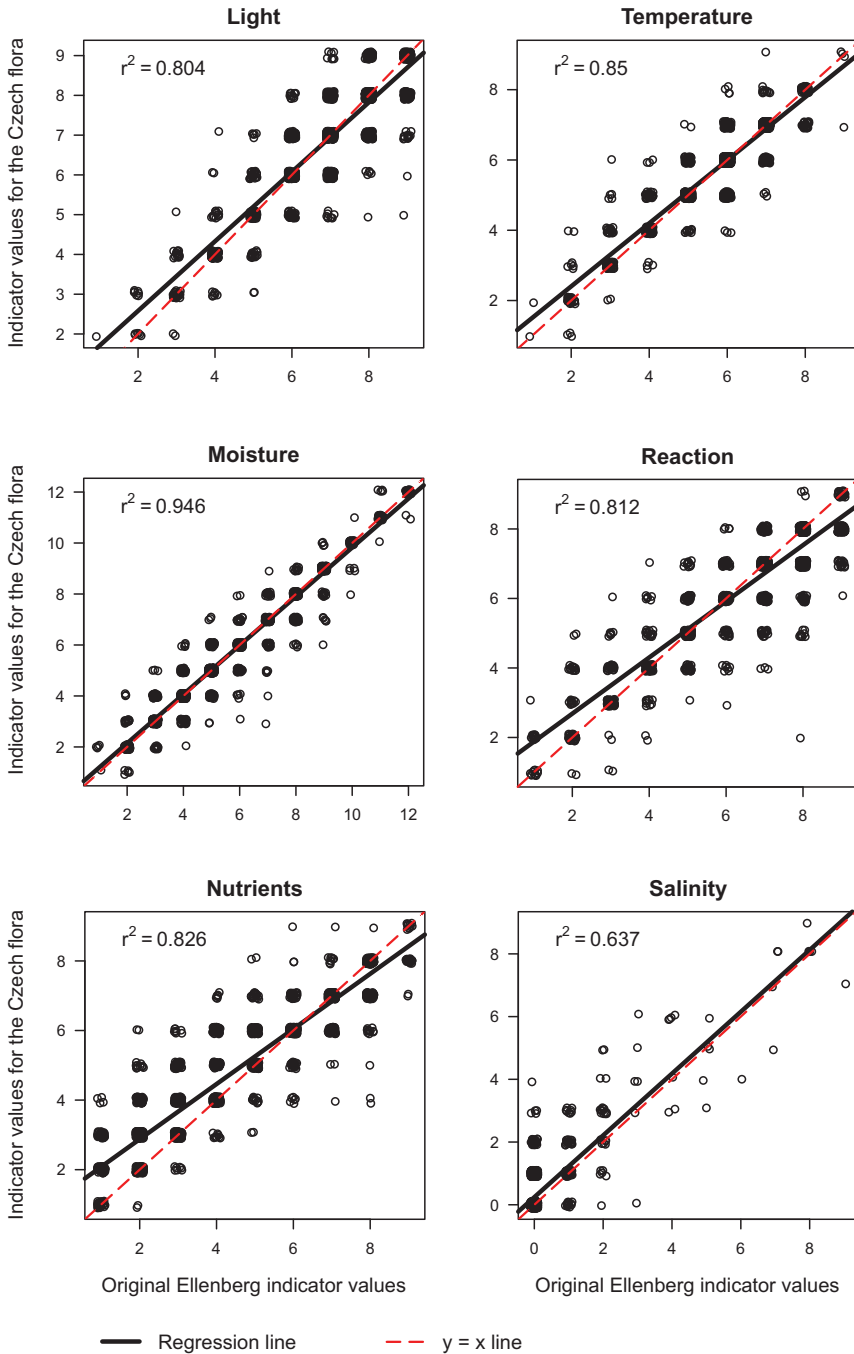 Light
Temperature
r² = 0.804
r² = 0.85
Indicator values for the Czech flora
9
8
7
6
5
4
3
2
8
6
4
2
2 4 6 8
2 4 6 8
Moisture
Reaction
r² = 0.946
r² = 0.812
Indicator values for the Czech flora
12
10
8
6
4
2
8
6
4
2
2 4 6 8 10 12
2 4 6 8
Nutrients
Salinity
r² = 0.826
r² = 0.637
Indicator values for the Czech flora
8
6
4
2
8
6
4
2
0
2 4 6 8
0 2 4 6 8
Original Ellenberg indicator values
Original Ellenberg indicator values
Regression line
y = x line